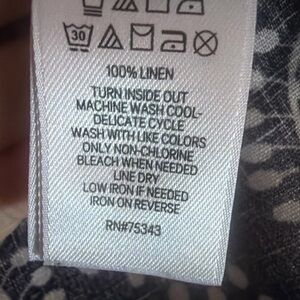 30
100% LINEN
TURN INSIDE OUT
MACHINE WASH COOL-
DELICATE CYCLE
WASH WITH LIKE COLORS
ONLY NON-CHLORINE
BLEACH WHEN NEEDED
LINE DRY
LOW IRON IF NEEDED
IRON ON REVERSE
RN#75343